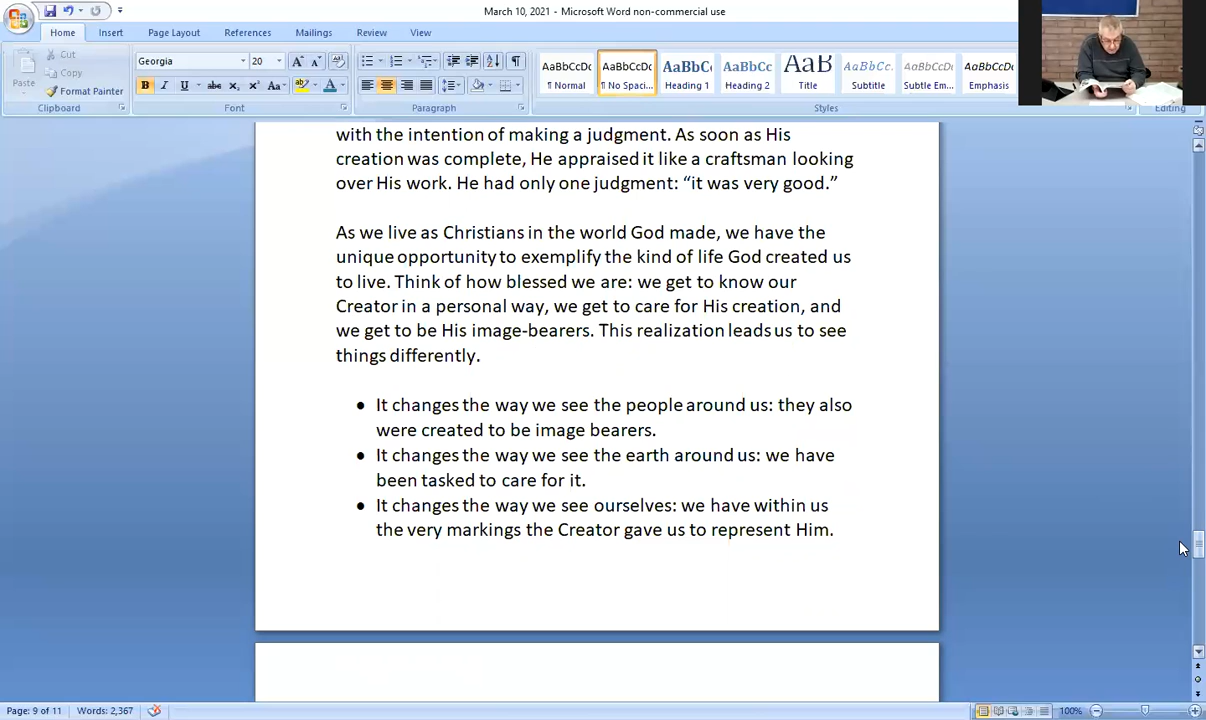 March 10, 2021 - Microsoft Word non-commercial use
Home Insert Page Layout References Mailings Review View
Cut
Copy
Format Painter
Paste
Clipboard
Georgia 20
Font
Paragraph
AaBbCcDc AaBbCcDc AaBbC AaBbCc AaB AaBbCc AaBbCcDc AaBbCcDc
¶ Normal ¶ No Spaci... Heading 1 Heading 2 Title Subtitle Subtle Em... Emphasis
Styles
Editing
with the intention of making a judgment. As soon as His
creation was complete, He appraised it like a craftsman looking
over His work. He had only one judgment: “it was very good.”
As we live as Christians in the world God made, we have the
unique opportunity to exemplify the kind of life God created us
to live. Think of how blessed we are: we get to know our
Creator in a personal way, we get to care for His creation, and
we get to be His image-bearers. This realization leads us to see
things differently.
• It changes the way we see the people around us: they also
were created to be image bearers.
• It changes the way we see the earth around us: we have
been tasked to care for it.
• It changes the way we see ourselves: we have within us
the very markings the Creator gave us to represent Him.
Page: 9 of 11 Words: 2,367 100%